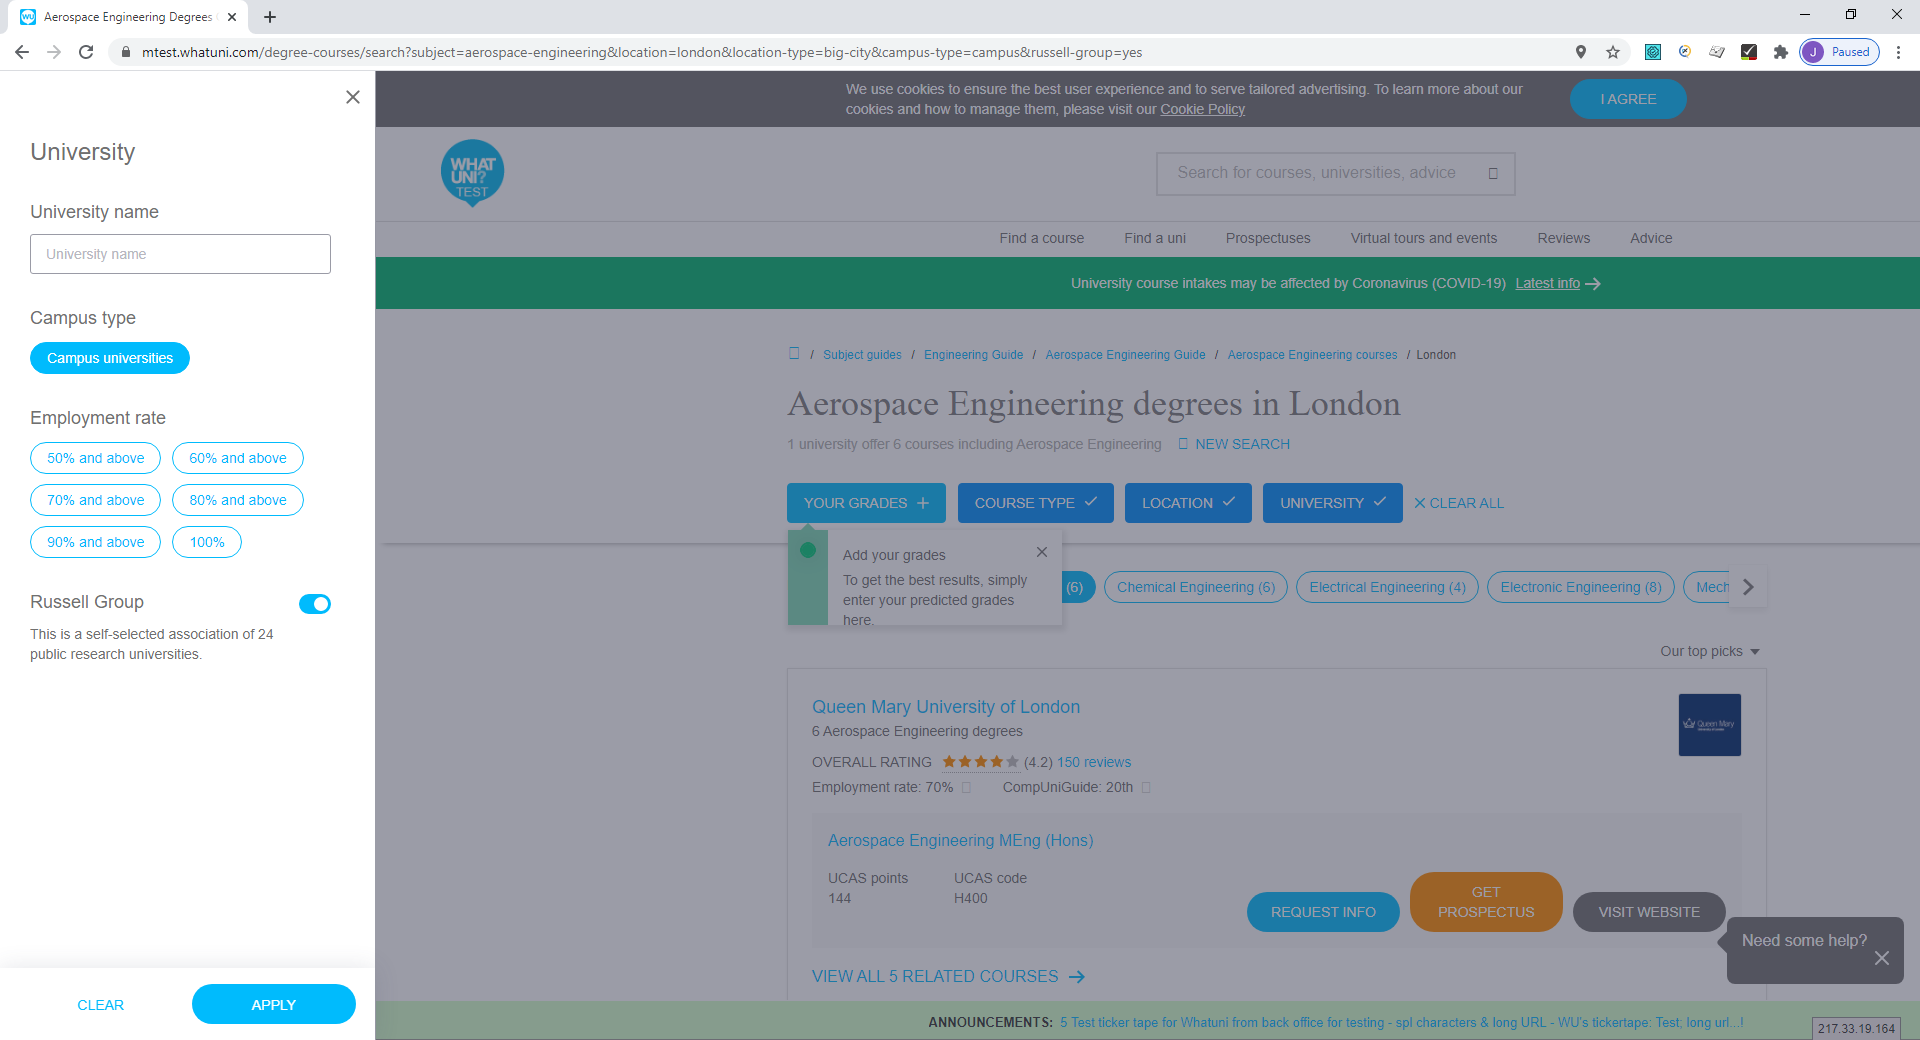 Aerospace Engineering Degrees
mtest.whatuni.com/degree-courses/search?subject=aerospace-engineering&location=london&location-type=big-city&campus-type=campus&russell-group=yes
J Paused
University
University name
University name
Campus type
Campus universities
Employment rate
50% and above
60% and above
70% and above
80% and above
90% and above
100%
Russell Group
This is a self-selected association of 24
public research universities.
CLEAR
APPLY
We use cookies to ensure the best user experience and to serve tailored advertising. To learn more about our
cookies and how to manage them, please visit our Cookie Policy
I AGREE
WHAT
UNI?
TEST
Search for courses, universities, advice
Find a course
Find a uni
Prospectuses
Virtual tours and events
Reviews
Advice
University course intakes may be affected by Coronavirus (COVID-19) Latest info
/ Subject guides / Engineering Guide / Aerospace Engineering Guide / Aerospace Engineering courses / London
Aerospace Engineering degrees in London
1 university offer 6 courses including Aerospace Engineering
NEW SEARCH
YOUR GRADES
COURSE TYPE
LOCATION
UNIVERSITY
CLEAR ALL
Add your grades
To get the best results, simply
enter your predicted grades
here.
(6)
Chemical Engineering (6)
Electrical Engineering (4)
Electronic Engineering (8)
Mech
Our top picks
Queen Mary University of London
6 Aerospace Engineering degrees
Queen Mary
OVERALL RATING (4.2) 150 reviews
Employment rate: 70%
CompUniGuide: 20th
Aerospace Engineering MEng (Hons)
UCAS points
144
UCAS code
H400
REQUEST INFO
GET
PROSPECTUS
VISIT WEBSITE
Need some help?
VIEW ALL 5 RELATED COURSES
ANNOUNCEMENTS: 5 Test ticker tape for Whatuni from back office for testing - spl characters & long URL - WU's tickertape: Test; long url...!
217.33.19.164